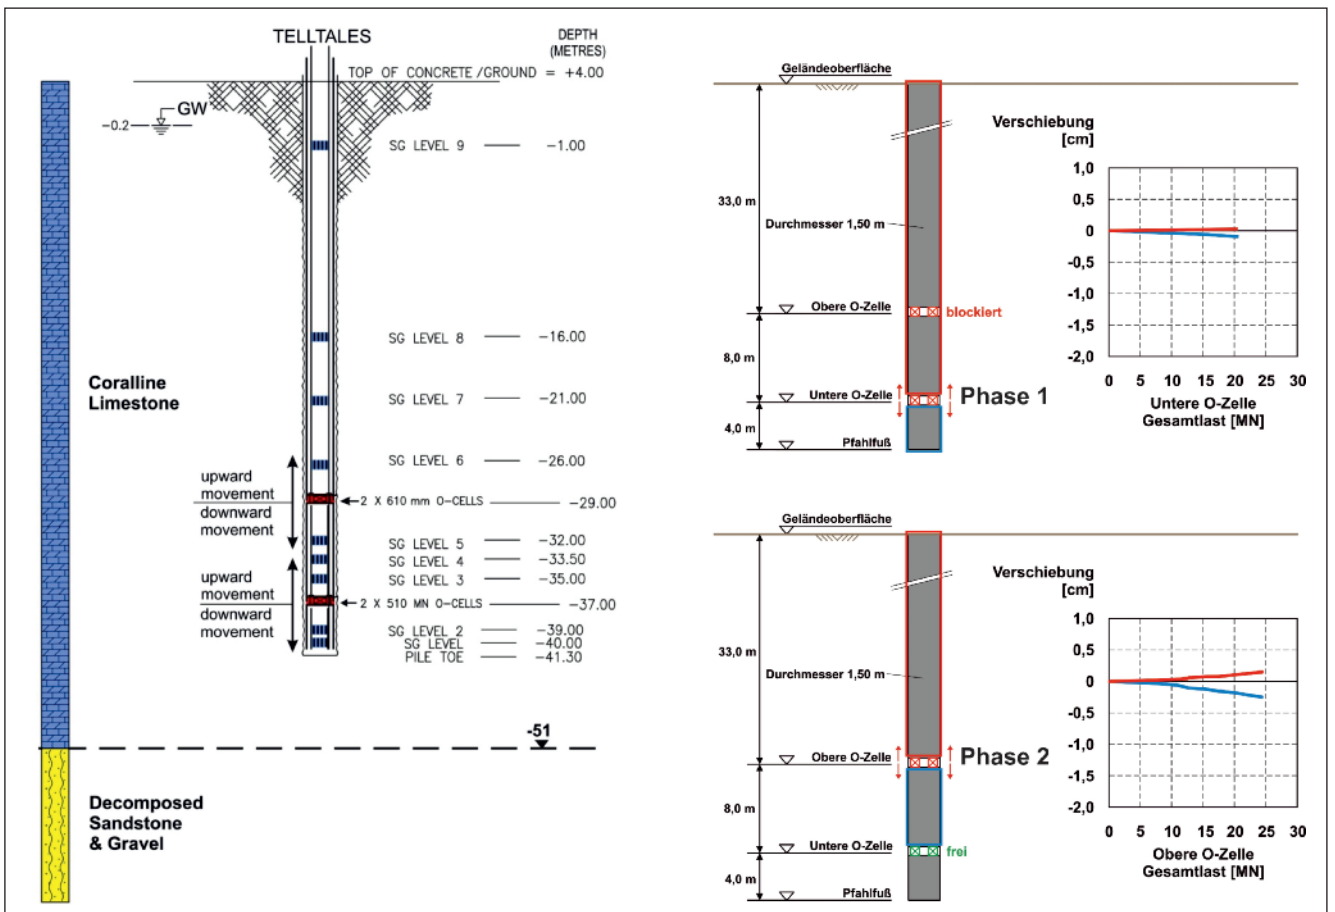 TELLTALES
DEPTH
(METRES)
TOP OF CONCRETE/GROUND = +4.00
GW
-0.2
SG LEVEL 9 -1.00
SG LEVEL 8 -16.00
Coralline
Limestone
SG LEVEL 7 -21.00
SG LEVEL 6 -26.00
upward
movement
2 X 610 mm O-CELLS -29.00
downward
movement
SG LEVEL 5 -32.00
SG LEVEL 4 -33.50
SG LEVEL 3 -35.00
upward
movement
2 X 510 MN O-CELLS -37.00
downward
movement
SG LEVEL 2 -39.00
SG LEVEL -40.00
PILE TOE -41.30
-51
Decomposed
Sandstone
& Gravel
Geländeoberfläche
33,0 m
Durchmesser 1,50 m
Obere O-Zelle
blockiert
8,0 m
Untere O-Zelle
Phase 1
4,0 m
Pfahlfuß
Verschiebung
[cm]
1,0
0,5
0
-0,5
-1,0
-1,5
-2,0
0 5 10 15 20 25 30
Untere O-Zelle
Gesamtlast [MN]
Geländeoberfläche
33,0 m
Durchmesser 1,50 m
Obere O-Zelle
Phase 2
8,0 m
Untere O-Zelle
frei
4,0 m
Pfahlfuß
Verschiebung
[cm]
1,0
0,5
0
-0,5
-1,0
-1,5
-2,0
0 5 10 15 20 25 30
Obere O-Zelle
Gesamtlast [MN]